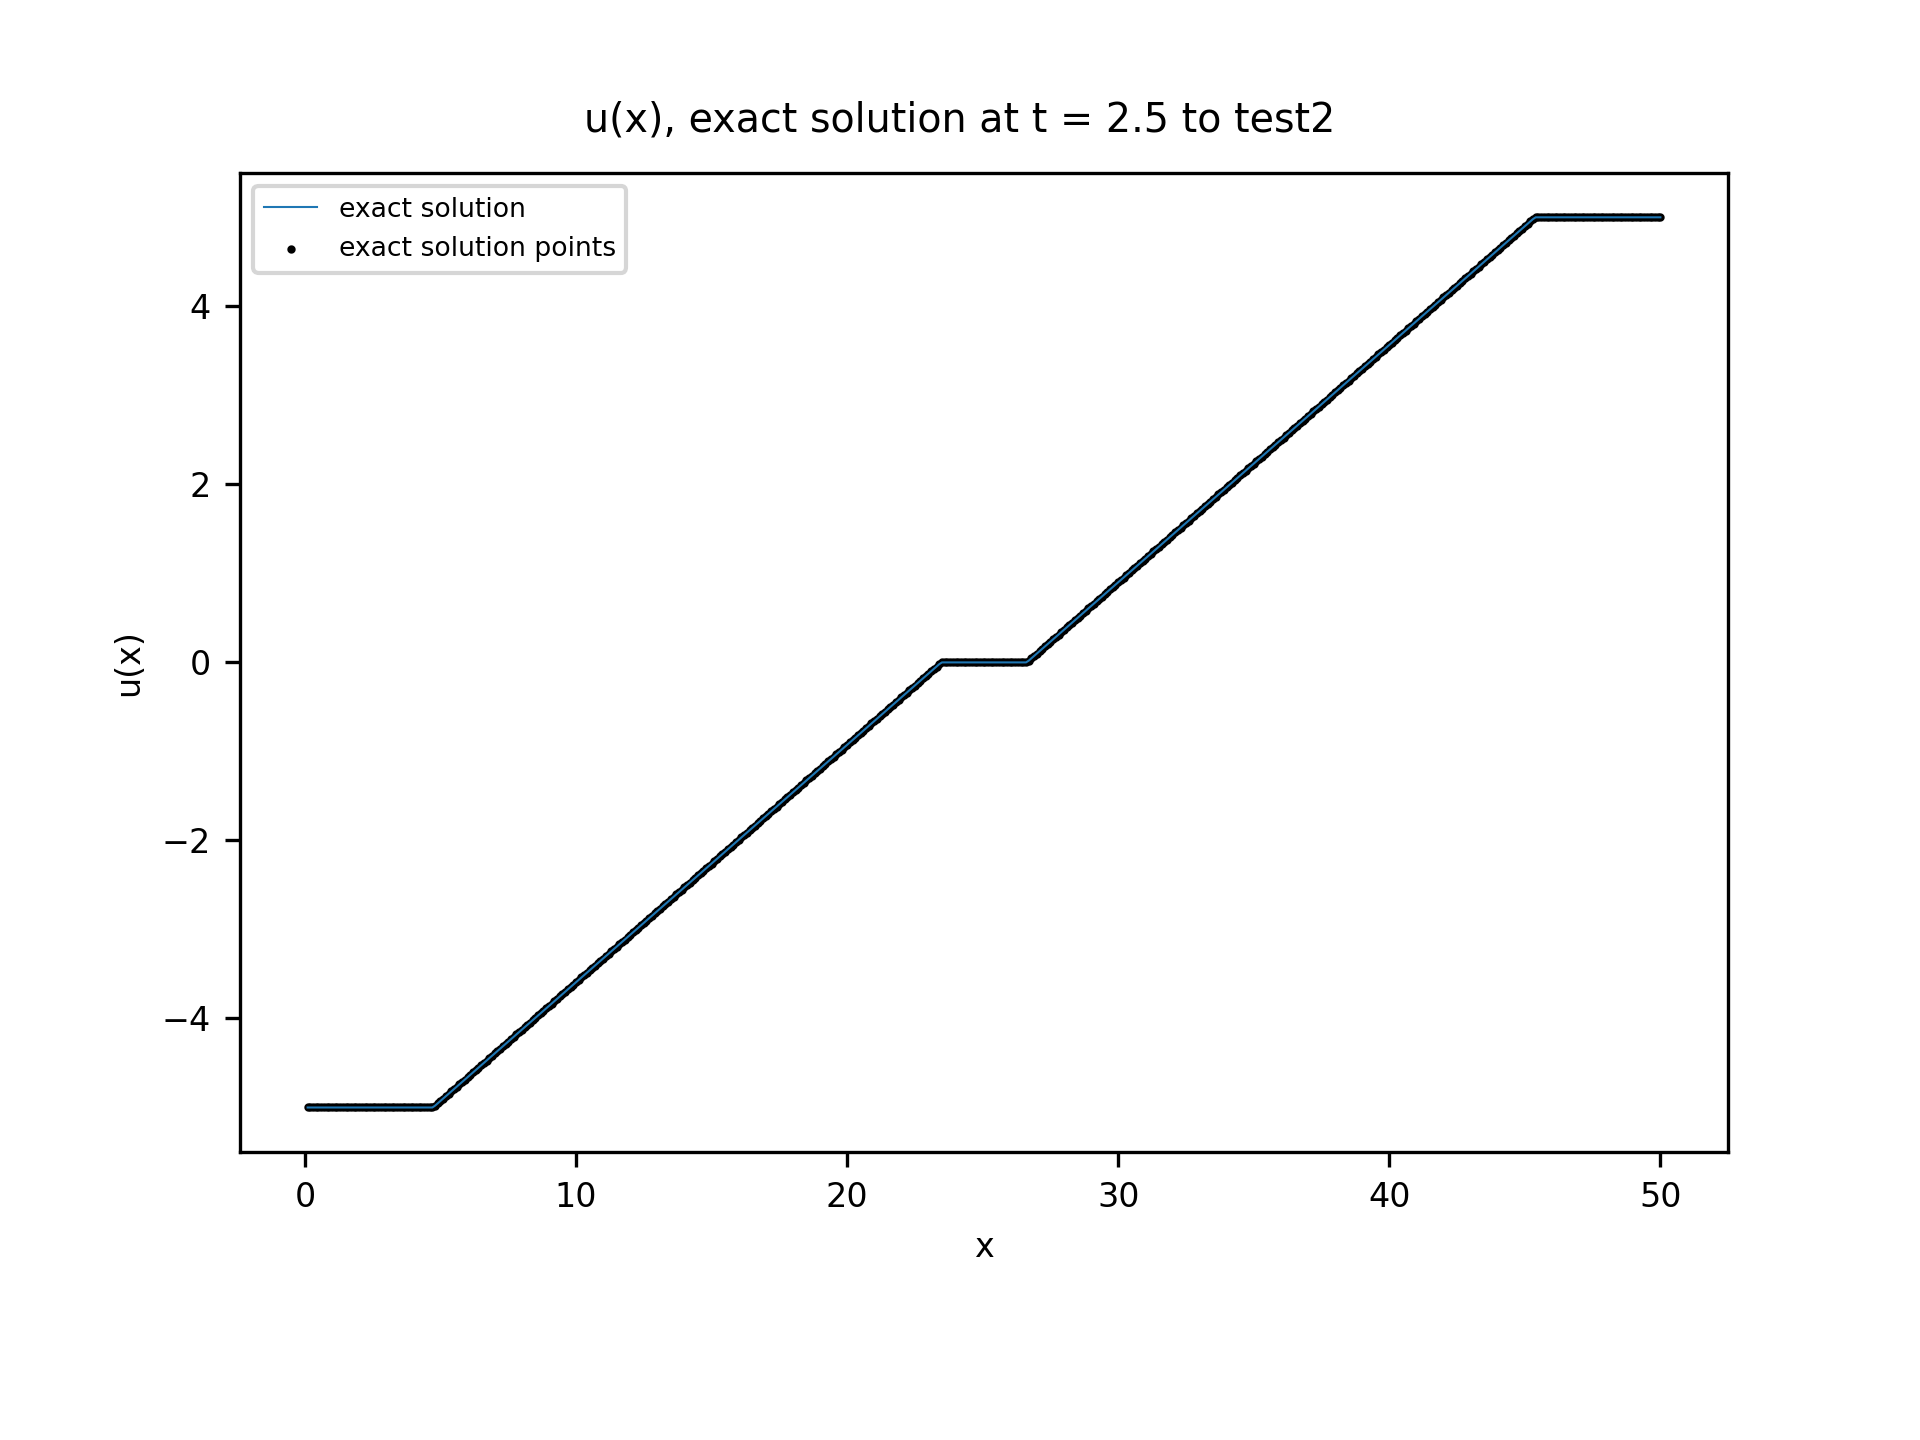 u(x), exact solution at t = 2.5 to test2
exact solution
exact solution points
4
2
0
−2
−4
u(x)
0 10 20 30 40 50
x